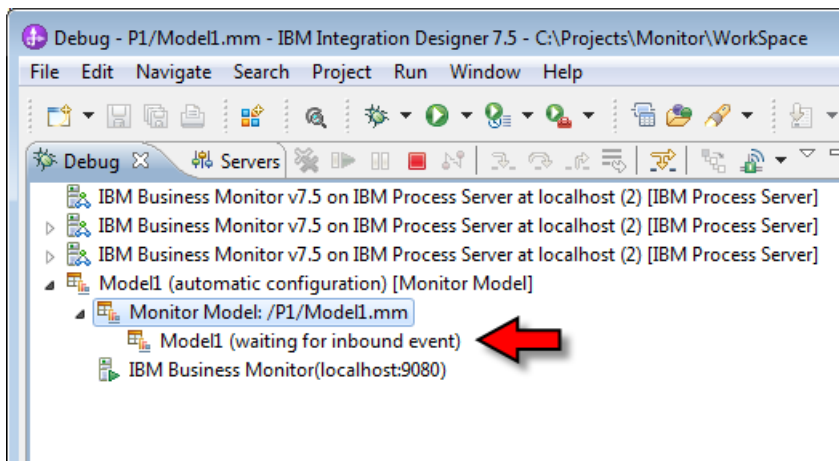 Debug - P1/Model1.mm - IBM Integration Designer 7.5 - C:\Projects\Monitor\WorkSpace
File Edit Navigate Search Project Run Window Help
Debug Servers
IBM Business Monitor v7.5 on IBM Process Server at localhost (2) [IBM Process Server]
IBM Business Monitor v7.5 on IBM Process Server at localhost (2) [IBM Process Server]
IBM Business Monitor v7.5 on IBM Process Server at localhost (2) [IBM Process Server]
Model1 (automatic configuration) [Monitor Model]
Monitor Model: /P1/Model1.mm
Model1 (waiting for inbound event)
IBM Business Monitor(localhost:9080)